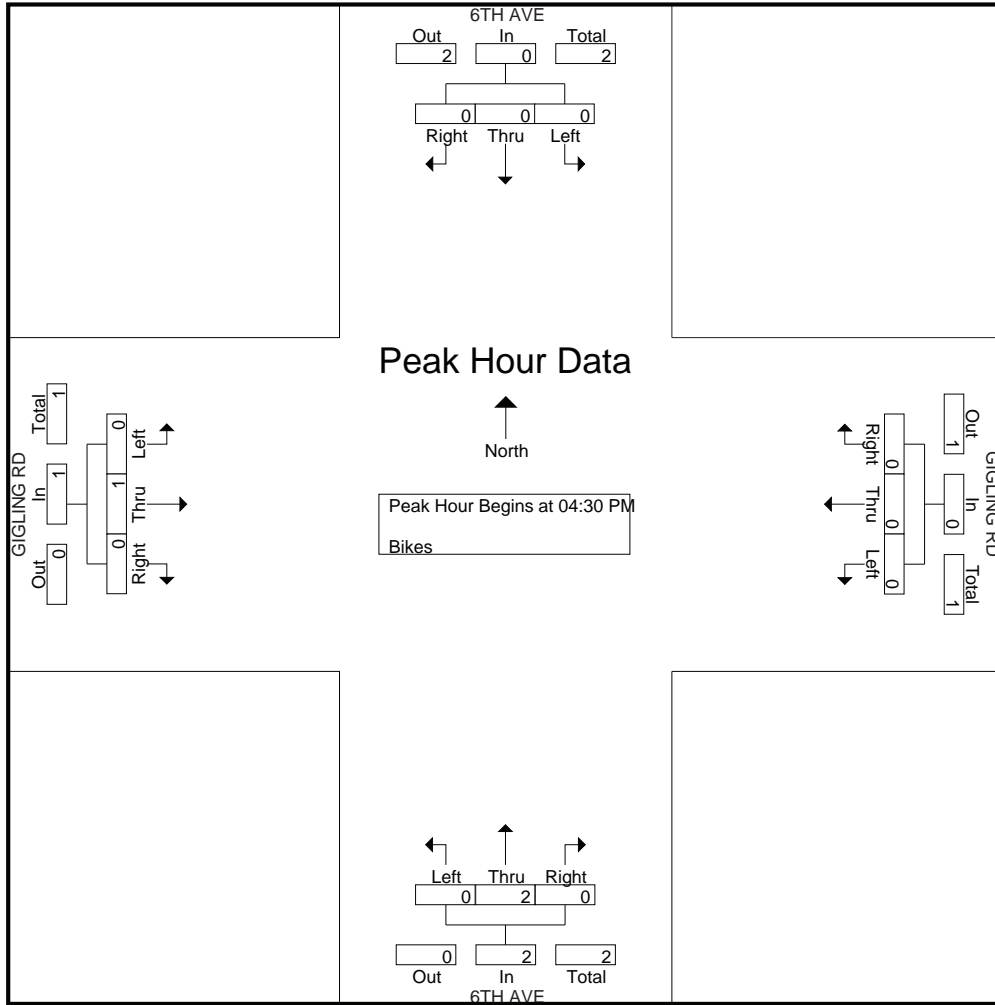 6TH AVE
Out In Total
2 0 2
0 0 0
Right Thru Left
Peak Hour Data
North
Peak Hour Begins at 04:30 PM
Bikes
GIGLING RD
Total In Out
1 1 0
0 1 0
Left Thru Right
GIGLING RD
Out In Total
1 0 1
0 0 0
Right Thru Left
Left Thru Right
0 2 0
0 2 2
Out In Total
6TH AVE